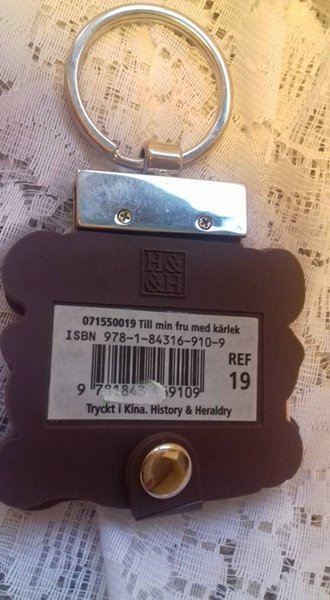 H&
&H
071550019 Till min fru med kärlek
ISBN 978-1-84316-910-9
REF
19
Tryckt i Kina. History & Heraldry